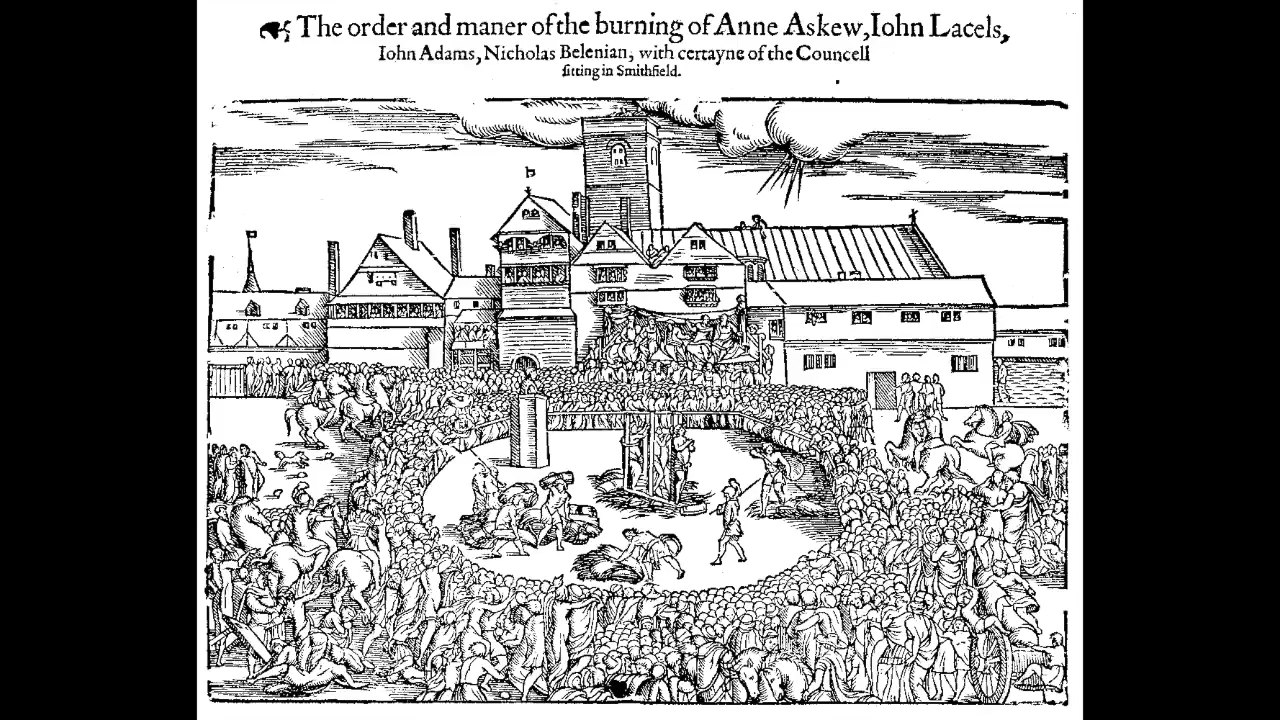 The order and maner of the burning of Anne Askew, Iohn Lacels,
Iohn Adams, Nicholas Belenian, with certayne of the Councell
sitting in Smithfield.